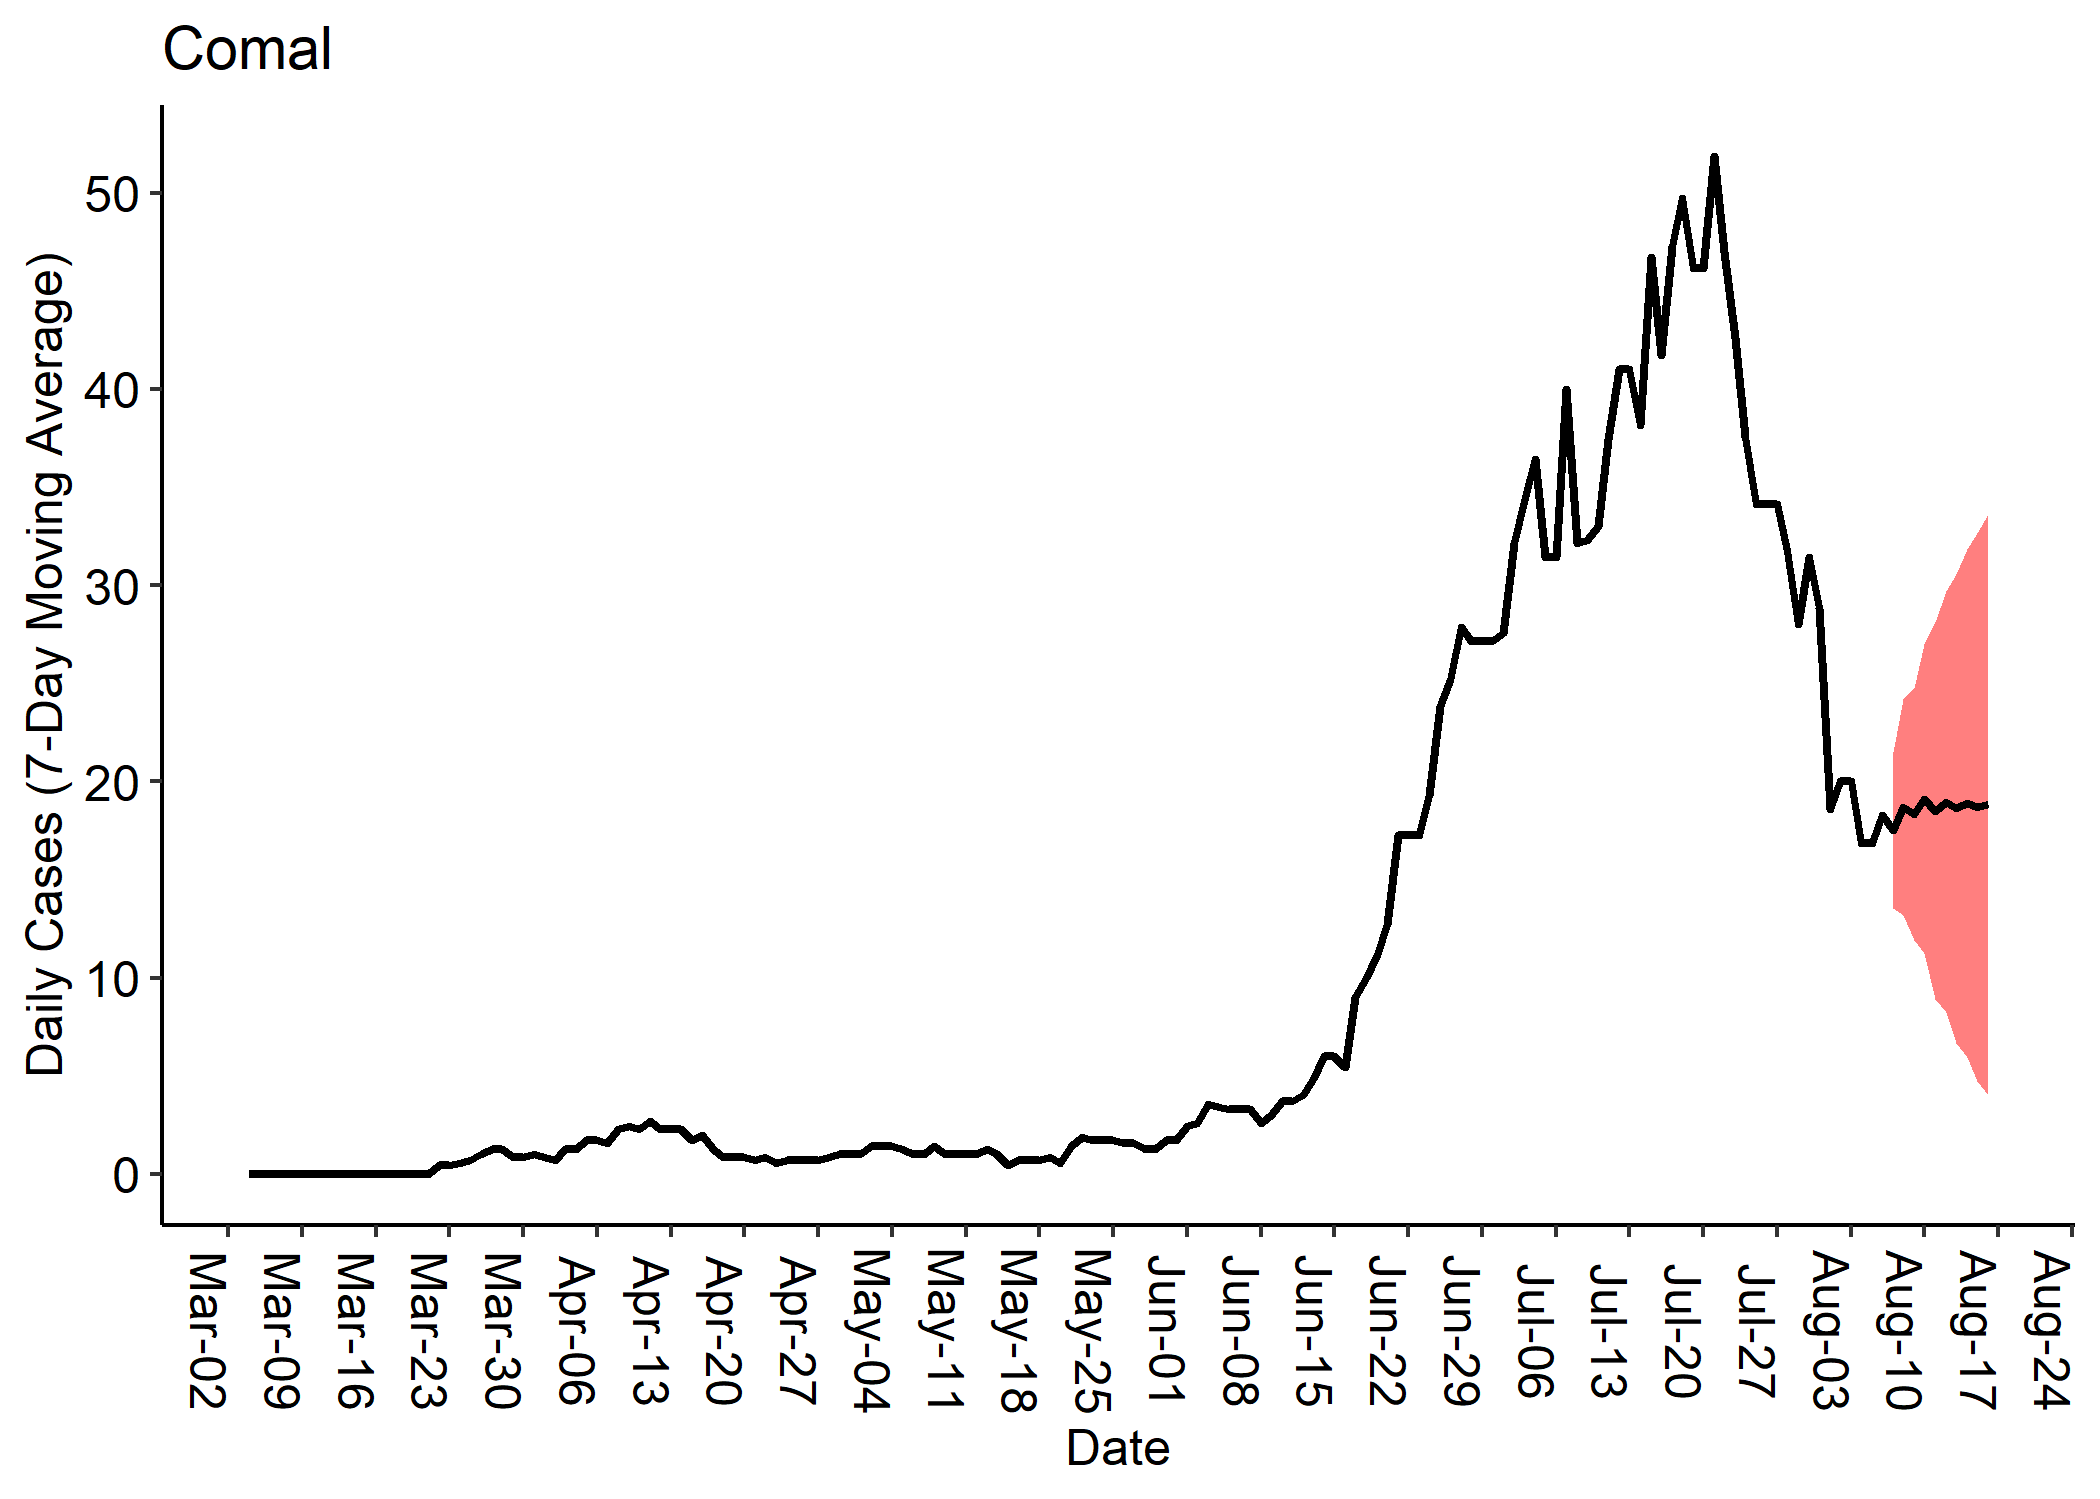 Comal
Daily Cases (7-Day Moving Average)
50
40
30
20
10
0
Mar-02
Mar-09
Mar-16
Mar-23
Mar-30
Apr-06
Apr-13
Apr-20
Apr-27
May-04
May-11
May-18
May-25
Jun-01
Jun-08
Jun-15
Jun-22
Jun-29
Jul-06
Jul-13
Jul-20
Jul-27
Aug-03
Aug-10
Aug-17
Aug-24
Date